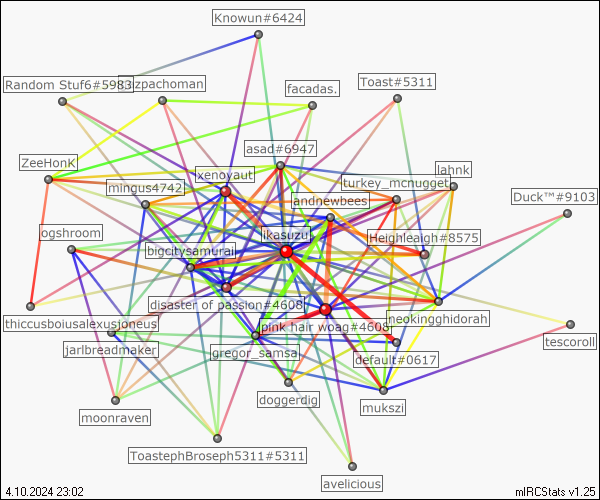 Knowun#6424
Random Stuf6#5983
izpachoman
facadas.
Toast#5311
asad#6947
ZeeHonK
mingus4742
xenovaut
turkey_mcnugget
lahnk
andnewbees
Duck™#9103
ogshroom
ikasuzu
Heighleaigh#8575
bigcitysamurai
disaster of passion#4608
neokingghidorah
thiccusboiusalexusjoneus
pink hair woag#4608
tescoroll
jarlbreadmaker
gregor_samsa
default#0617
doggerdig
mukszi
moonraven
ToastephBroseph5311#5311
avelicious
4.10.2024 23:02
mIRCStats v1.25